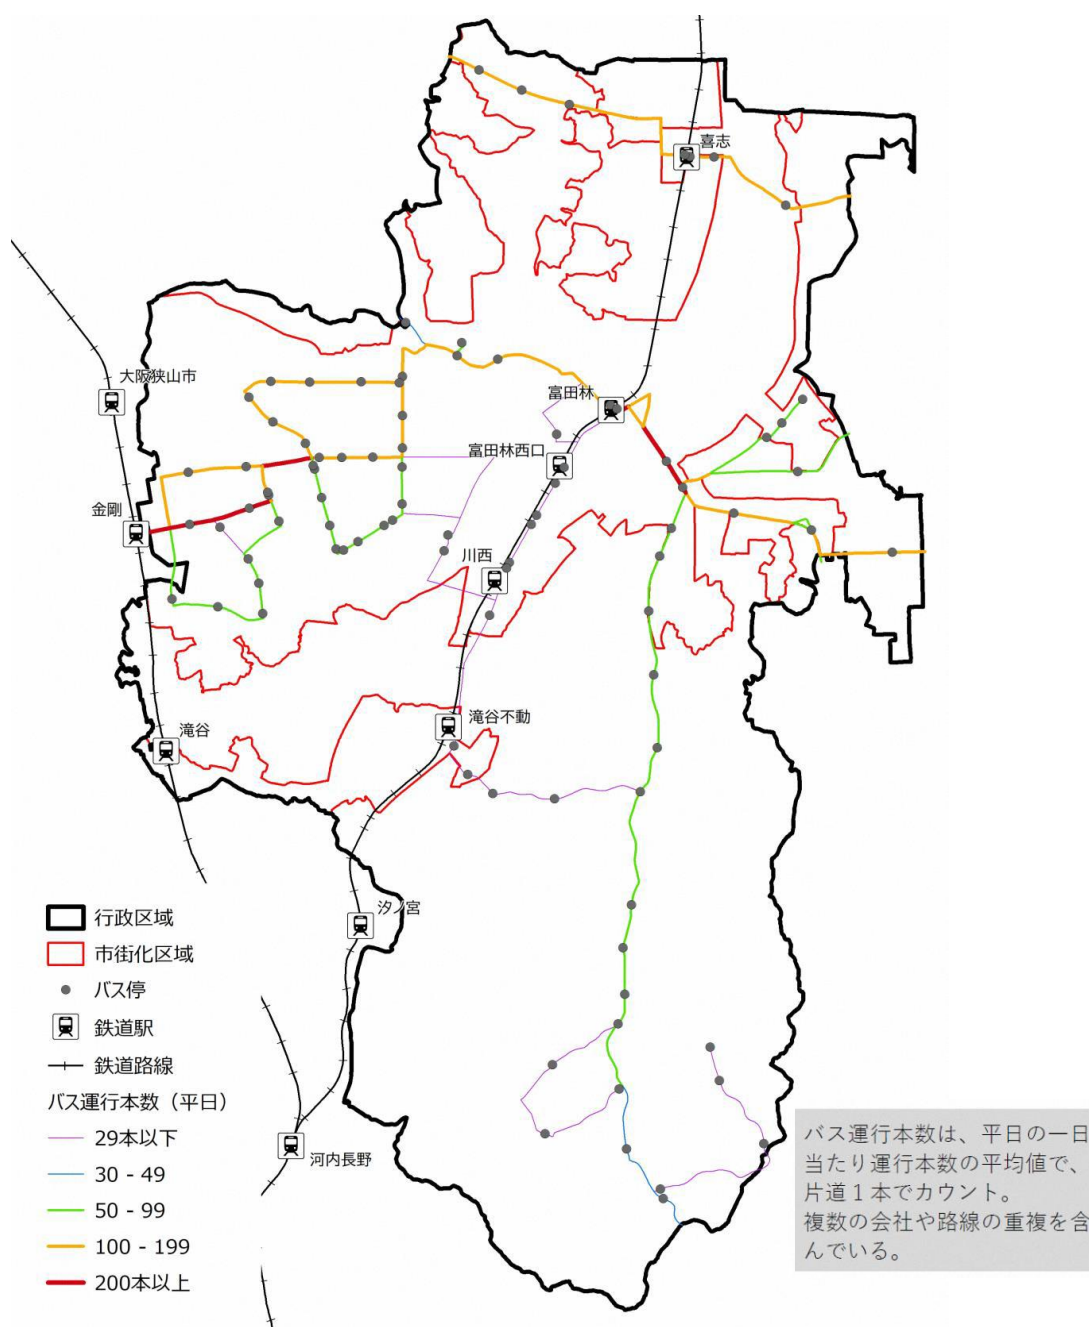 喜志
大阪狭山市
富田林
富田林西口
金剛
川西
滝谷不動
滝谷
汐ノ宮
河内長野
行政区域
市街化区域
バス停
鉄道駅
鉄道路線
バス運行本数（平日）
29本以下
30 - 49
50 - 99
100 - 199
200本以上
バス運行本数は、平日の一日
当たり運行本数の平均値で、
片道１本でカウント。
複数の会社や路線の重複を含
んでいる。